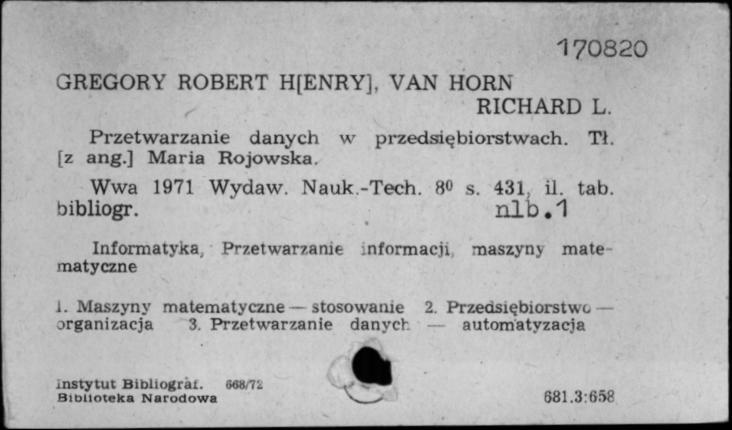 170820
GREGORY ROBERT H[ENRY], VAN HORN
RICHARD L.
Przetwarzanie danych w przedsiębiorstwach. Tł.
[z ang.] Maria Rojowska.
Wwa 1971 Wydaw. Nauk.-Tech. 8⁰ s. 431, il. tab.
bibliogr. nlb.1
Informatyka, Przetwarzanie informacji, maszyny mate-
matyczne
1. Maszyny matematyczne — stosowanie 2. Przedsiębiorstwo —
organizacja 3. Przetwarzanie danych — automatyzacja
Instytut Bibliograf. 668/72
Biblioteka Narodowa 681.3:658